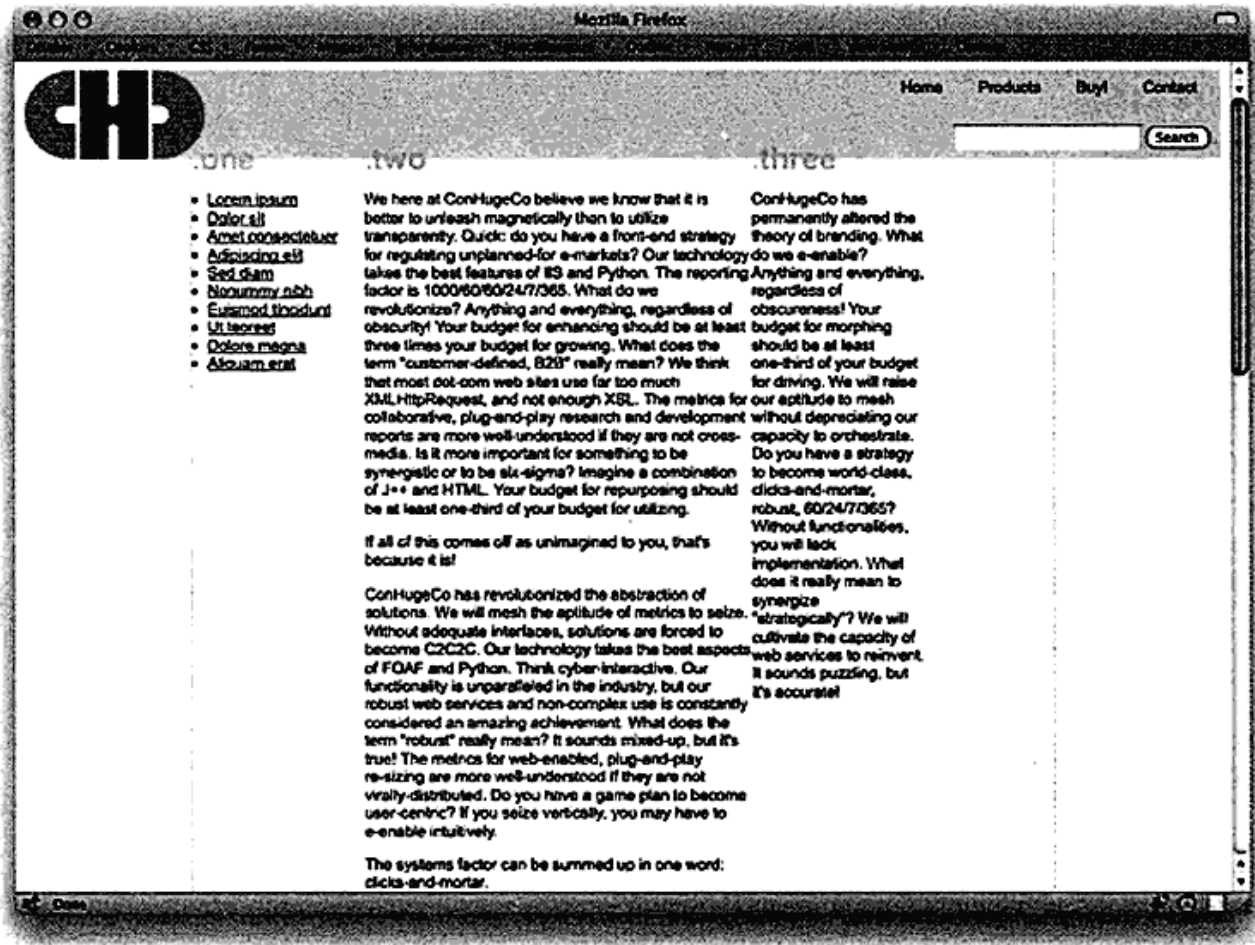 Mozilla Firefox
CHC
Home Products Buy! Contact
Search
.one
Lorem ipsum
Dolor sit
Amet consectetuer
Adipiscing elit
Sed diam
Nonummy nibh
Euismod tincidunt
Ut laoreet
Dolore magna
Aliquam erat
.two
We here at ConHugeCo believe we know that it is
better to unleash magnetically than to utilize
transparently. Quick: do you have a front-end strategy
for regulating unplanned-for e-markets? Our technology
takes the best features of IIS and Python. The reporting
factor is 1000/60/60/24/7/365. What do we
revolutionize? Anything and everything, regardless of
obscurity! Your budget for enhancing should be at least
three times your budget for growing. What does the
term "customer-defined, B2B" really mean? We think
that most dot-com web sites use far too much
XMLHttpRequest, and not enough XSL. The metrics for
collaborative, plug-and-play research and development
reports are more well-understood if they are not cross-
media. Is it more important for something to be
synergistic or to be six-sigma? Imagine a combination
of J++ and HTML. Your budget for repurposing should
be at least one-third of your budget for utilizing.
If all of this comes off as unimagined to you, that's
because it is!
ConHugeCo has revolutionized the abstraction of
solutions. We will mesh the aptitude of metrics to seize.
Without adequate interfaces, solutions are forced to
become C2C2C. Our technology takes the best aspects
of FOAF and Python. Think cyber-interactive. Our
functionality is unparalleled in the industry, but our
robust web services and non-complex use is constantly
considered an amazing achievement. What does the
term "robust" really mean? It sounds mixed-up, but it's
true! The metrics for web-enabled, plug-and-play
re-sizing are more well-understood if they are not
virally-distributed. Do you have a game plan to become
user-centric? If you seize vertically, you may have to
e-enable intuitively.
The systems factor can be summed up in one word:
clicks-and-mortar.
.three
ConHugeCo has
permanently altered the
theory of branding. What
do we e-enable?
Anything and everything,
regardless of
obscureness! Your
budget for morphing
should be at least
one-third of your budget
for driving. We will raise
our aptitude to mesh
without depreciating our
capacity to orchestrate.
Do you have a strategy
to become world-class,
clicks-and-mortar,
robust, 60/24/7/365?
Without functionalities,
you will lack
implementation. What
does it really mean to
synergize
"strategically"? We will
cultivate the capacity of
web services to reinvent.
It sounds puzzling, but
it's accurate!
Done